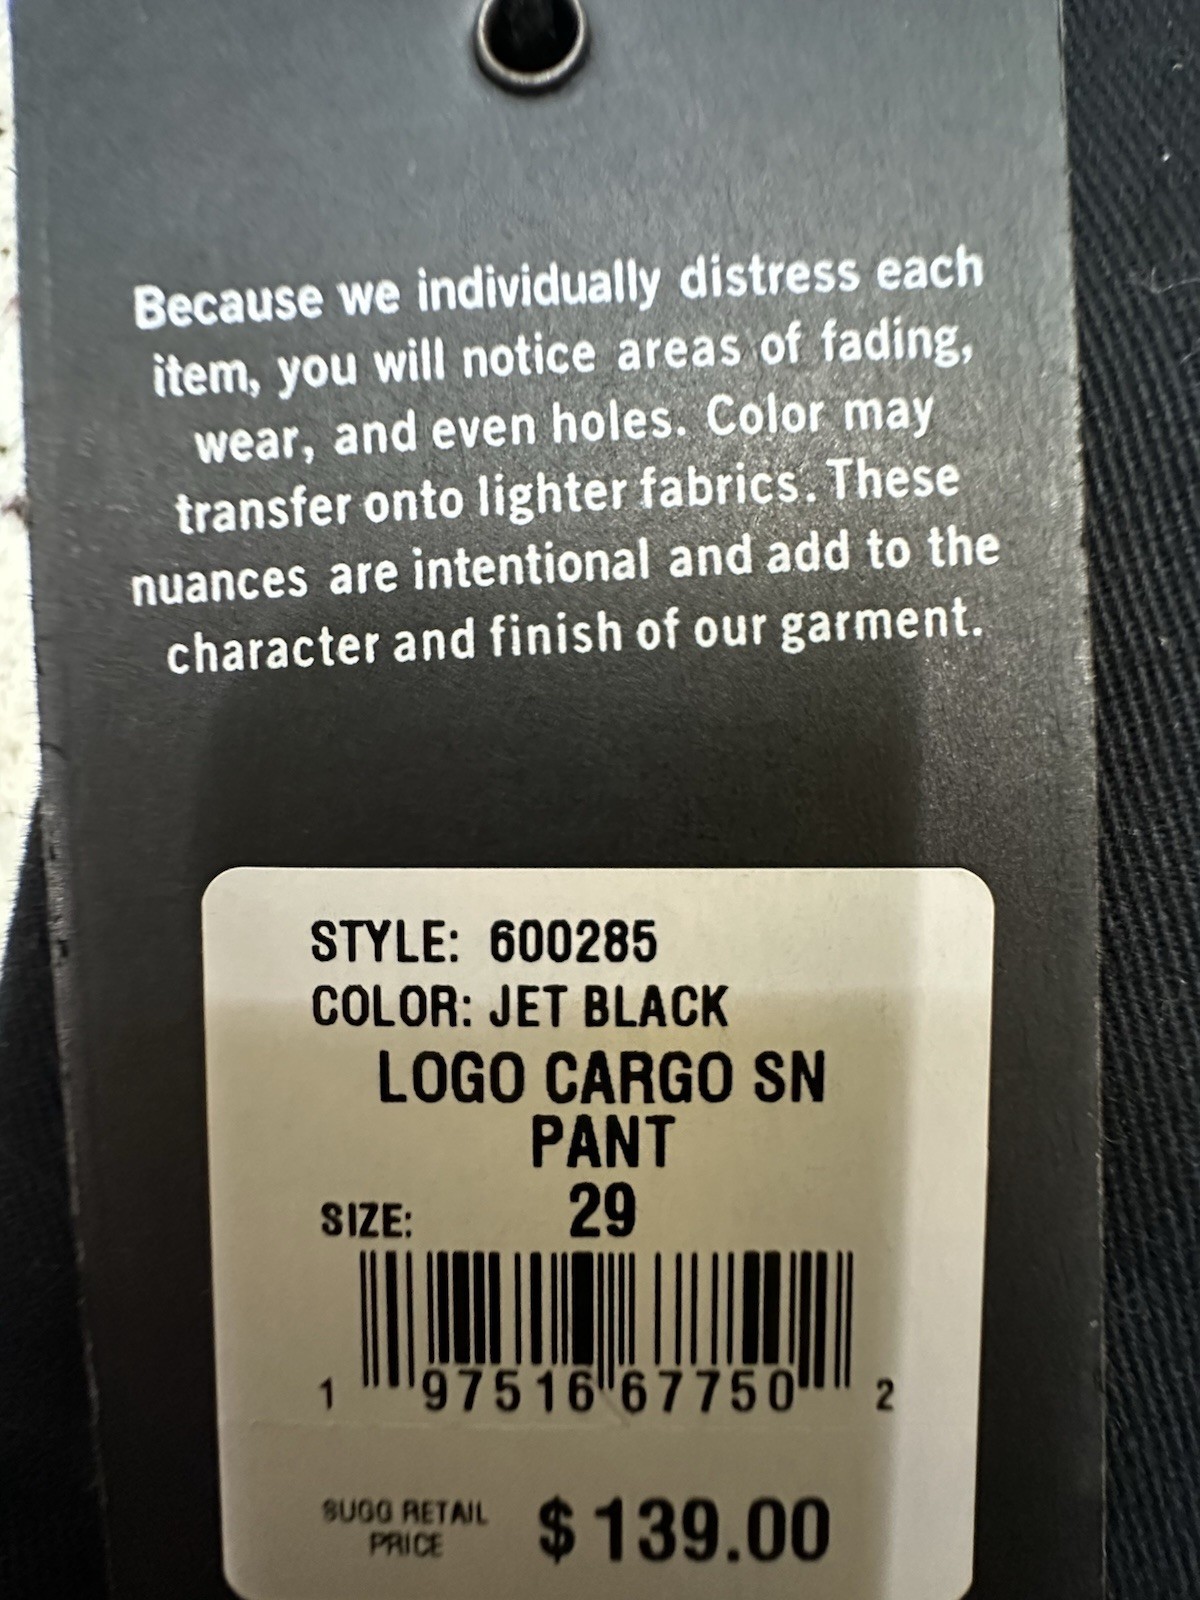 Because we individually distress each
item, you will notice areas of fading,
wear, and even holes. Color may
transfer onto lighter fabrics. These
nuances are intentional and add to the
character and finish of our garment.
STYLE: 600285
COLOR: JET BLACK
LOGO CARGO SN
PANT
SIZE: 29
1 97516 67750 2
SUGG RETAIL
PRICE $ 139.00